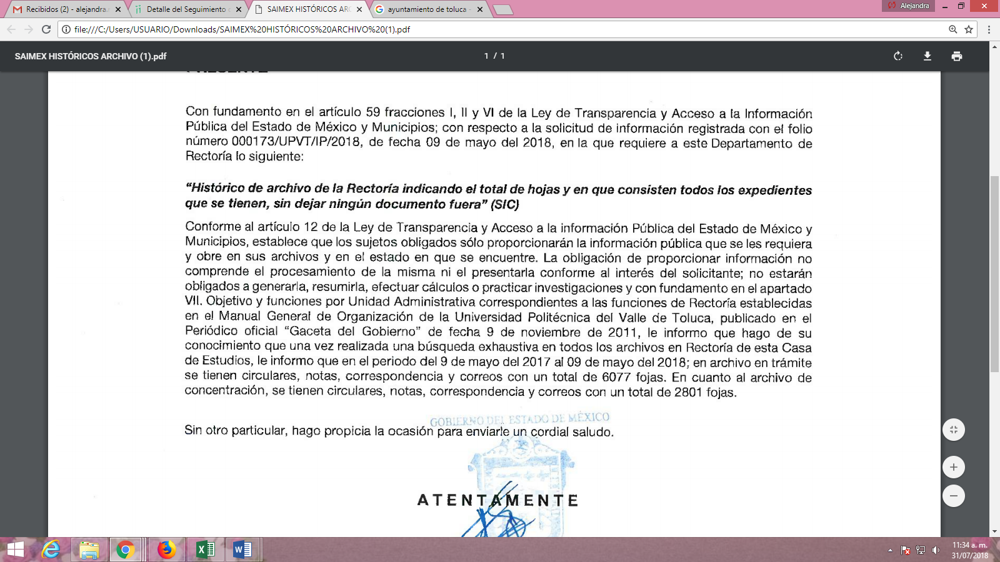 Recibidos (2) - alejandra.
Detalle del Seguimiento
SAIMEX HISTÓRICOS ARC
ayuntamiento de toluca -
Alejandra
file:///C:/Users/USUARIO/Downloads/SAIMEX%20HISTÓRICOS%20ARCHIVO%20(1).pdf
SAIMEX HISTÓRICOS ARCHIVO (1).pdf
1 / 1
Con fundamento en el artículo 59 fracciones I, II y VI de la Ley de Transparencia y Acceso a la Información
Pública del Estado de México y Municipios; con respecto a la solicitud de información registrada con el folio
número 000173/UPVT/IP/2018, de fecha 09 de mayo del 2018, en la que requiere a este Departamento de
Rectoría lo siguiente:
“Histórico de archivo de la Rectoría indicando el total de hojas y en que consisten todos los expedientes
que se tienen, sin dejar ningún documento fuera” (SIC)
Conforme al artículo 12 de la Ley de Transparencia y Acceso a la información Pública del Estado de México y
Municipios, establece que los sujetos obligados sólo proporcionarán la información pública que se les requiera
y obre en sus archivos y en el estado en que se encuentre. La obligación de proporcionar información no
comprende el procesamiento de la misma ni el presentarla conforme al interés del solicitante; no estarán
obligados a generarla, resumirla, efectuar cálculos o practicar investigaciones y con fundamento en el apartado
VII. Objetivo y funciones por Unidad Administrativa correspondientes a las funciones de Rectoría establecidas
en el Manual General de Organización de la Universidad Politécnica del Valle de Toluca, publicado en el
Periódico oficial “Gaceta del Gobierno” de fecha 9 de noviembre de 2011, le informo que hago de su
conocimiento que una vez realizada una búsqueda exhaustiva en todos los archivos en Rectoría de esta Casa
de Estudios, le informo que en el periodo del 9 de mayo del 2017 al 09 de mayo del 2018; en archivo en trámite
se tienen circulares, notas, correspondencia y correos con un total de 6077 fojas. En cuanto al archivo de
concentración, se tienen circulares, notas, correspondencia y correos con un total de 2801 fojas.
GOBIERNO DEL ESTADO DE MÉXICO
Sin otro particular, hago propicia la ocasión para enviarle un cordial saludo.
ATENTAMENTE
11:34 a. m.
31/07/2018